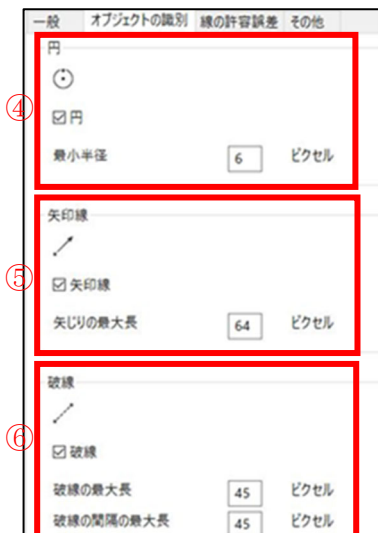 一般 オブジェクトの識別 線の許容誤差 その他
円
④
円
最小半径 6 ピクセル
矢印線
⑤
矢印線
矢じりの最大長 64 ピクセル
破線
⑥
破線
破線の最大長 45 ピクセル
破線の間隔の最大長 45 ピクセル